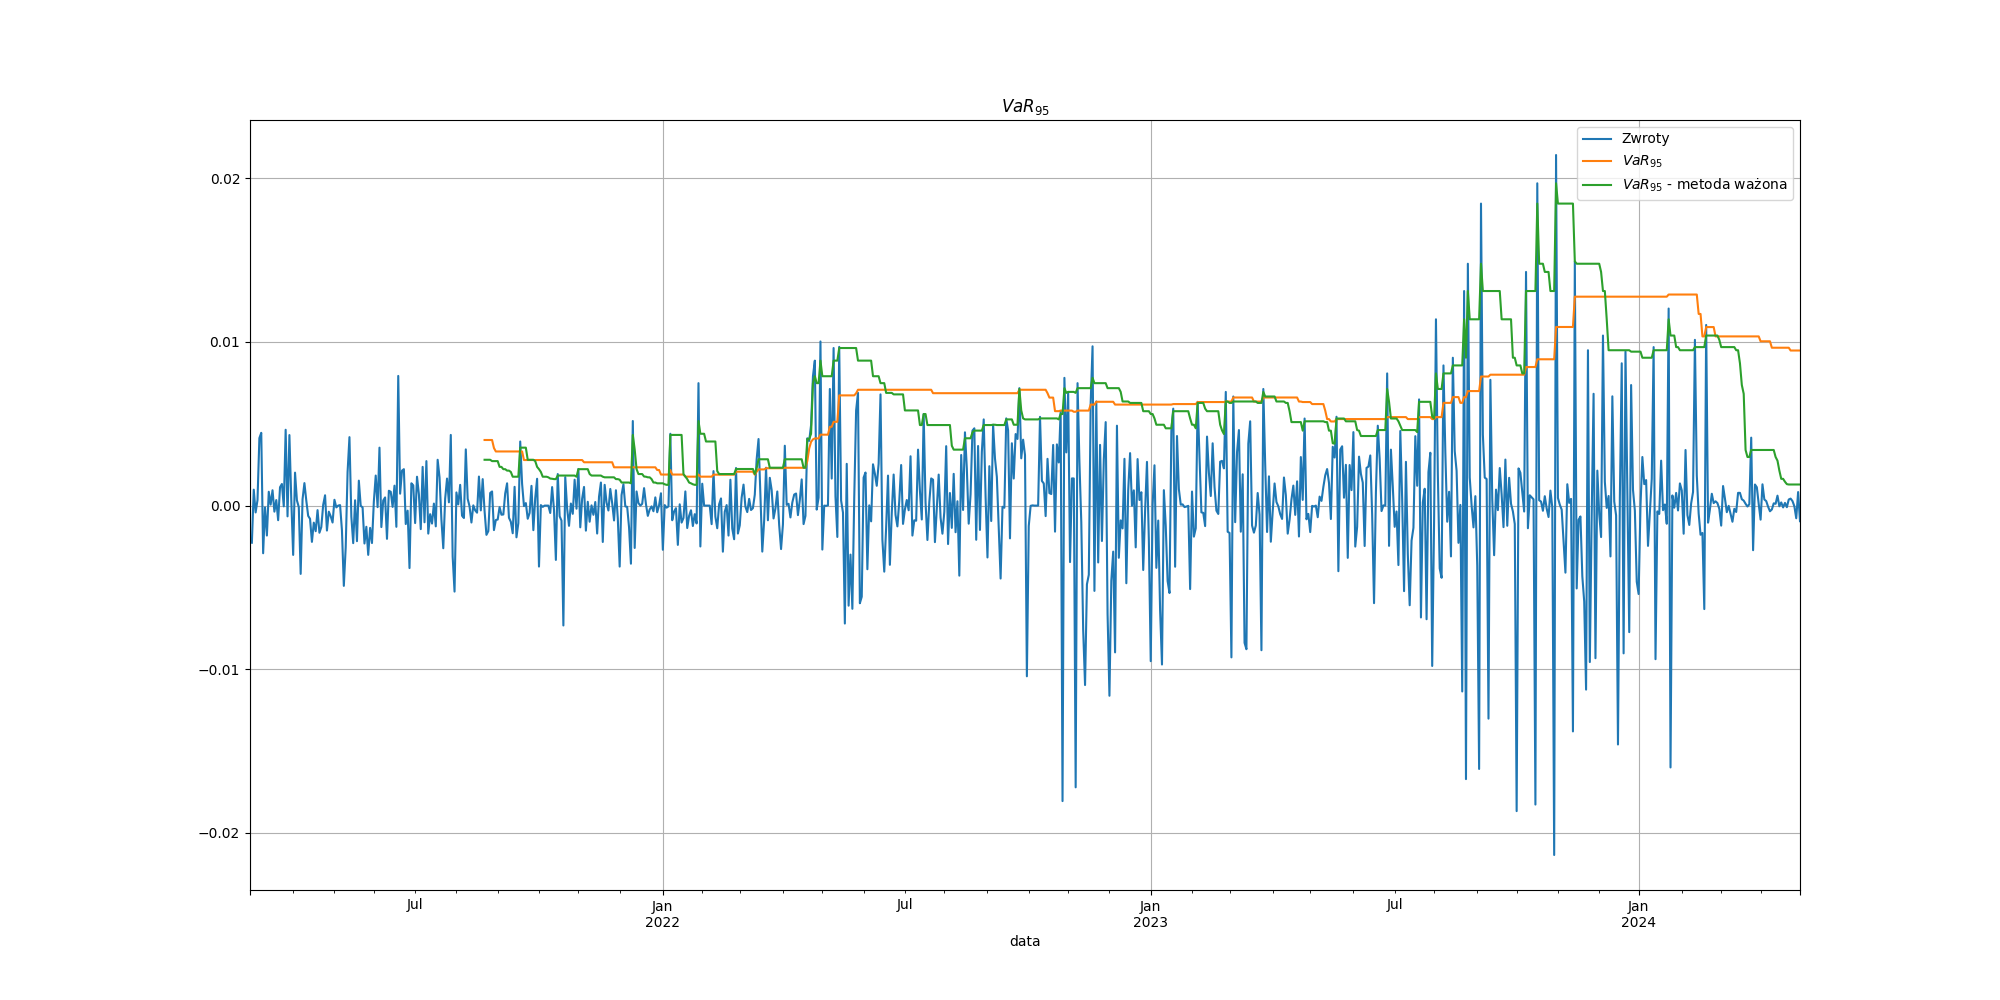 VaR95
Zwroty
VaR95
VaR95 - metoda ważona
0.02
0.01
0.00
−0.01
−0.02
Jul
Jan
2022
Jul
Jan
2023
Jul
Jan
2024
data